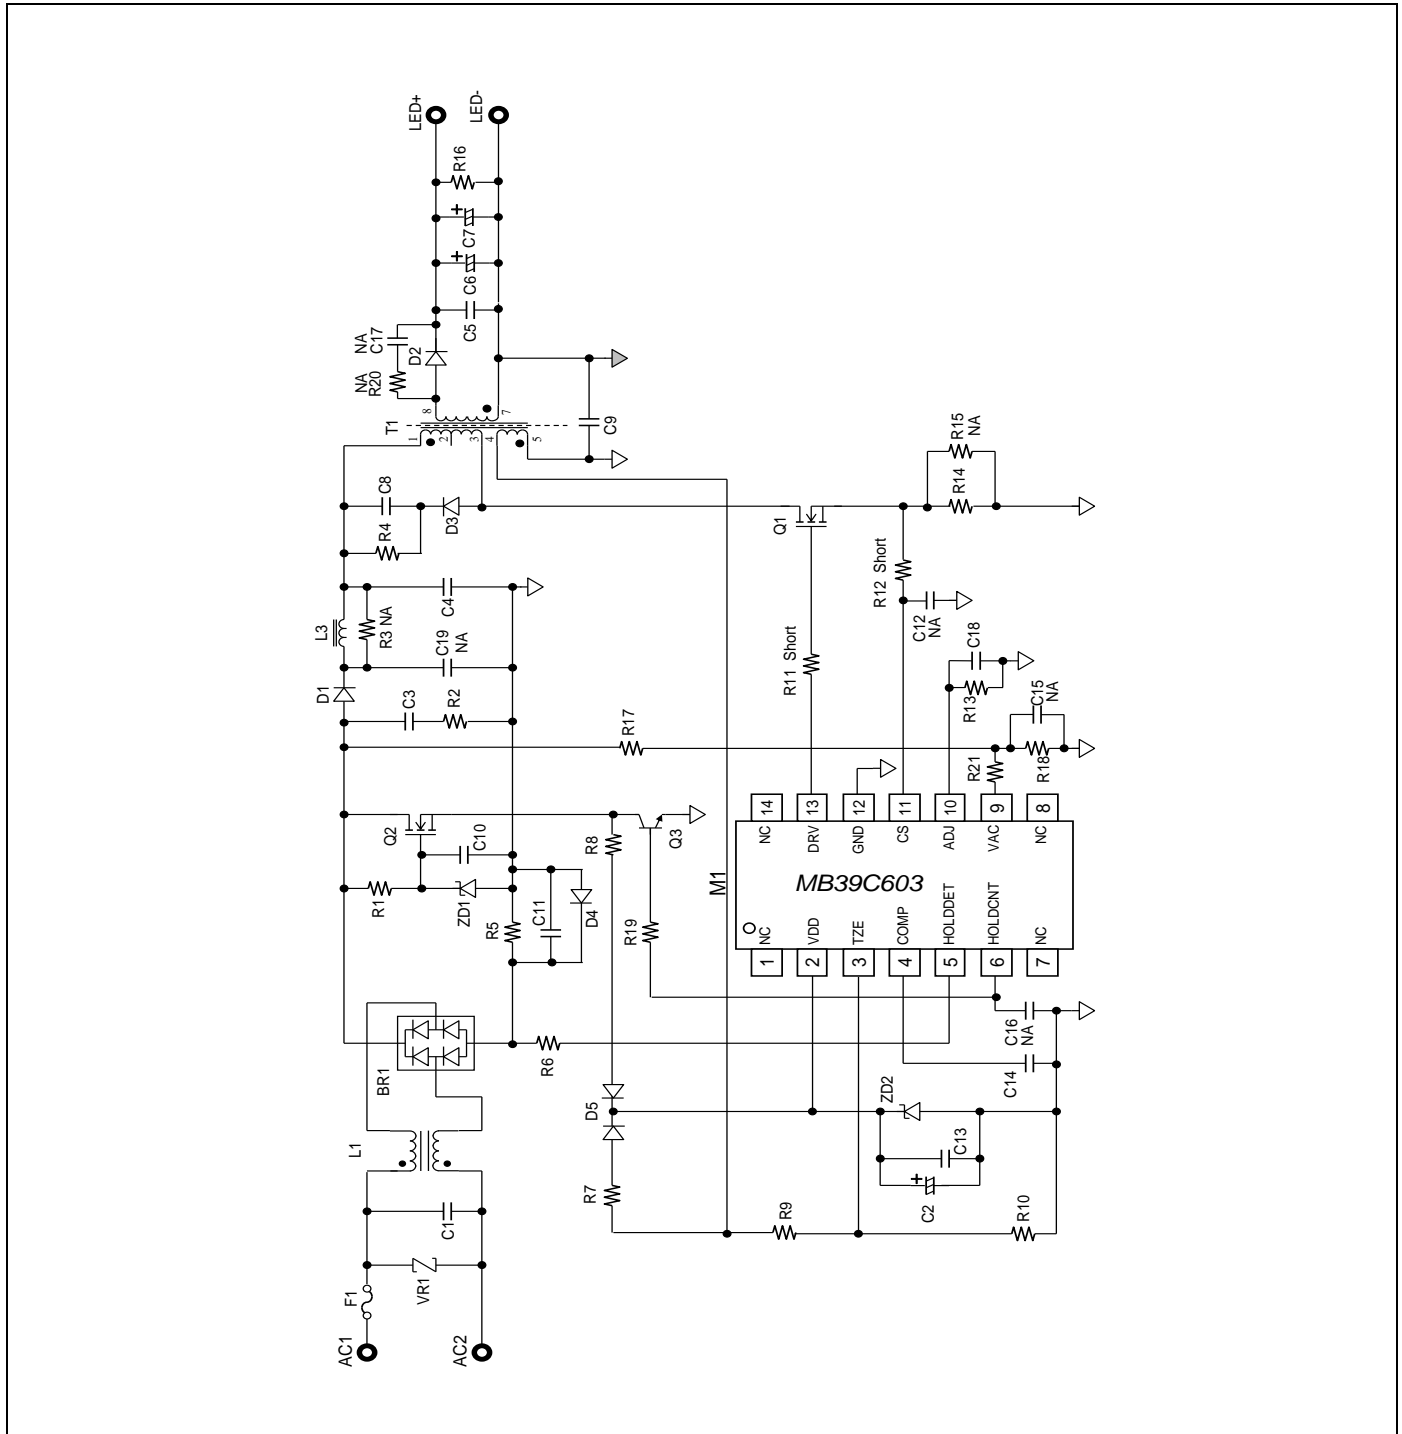 LED+
LED-
R16
C7
C6
C5
NA
C17
NA
R20
D2
T1
8
7
1
2
3
4
5
C9
R15
NA
R14
C8
R4
D3
Q1
R12 Short
C12
NA
L3
R3 NA
C19
NA
C4
D1
C3
R2
R17
R11 Short
C18
R13
C15
NA
R18
R21
Q2
C10
R1
ZD1
R5
C11
D4
R8
Q3
R19
M1
MB39C603
14
NC
13
DRV
12
GND
11
CS
10
ADJ
9
VAC
8
NC
1
NC
2
VDD
3
TZE
4
COMP
5
HOLDDET
6
HOLDCNT
7
NC
BR1
R6
C16
NA
C14
D5
ZD2
C13
C2
R7
R9
R10
L1
C1
VR1
F1
AC1
AC2